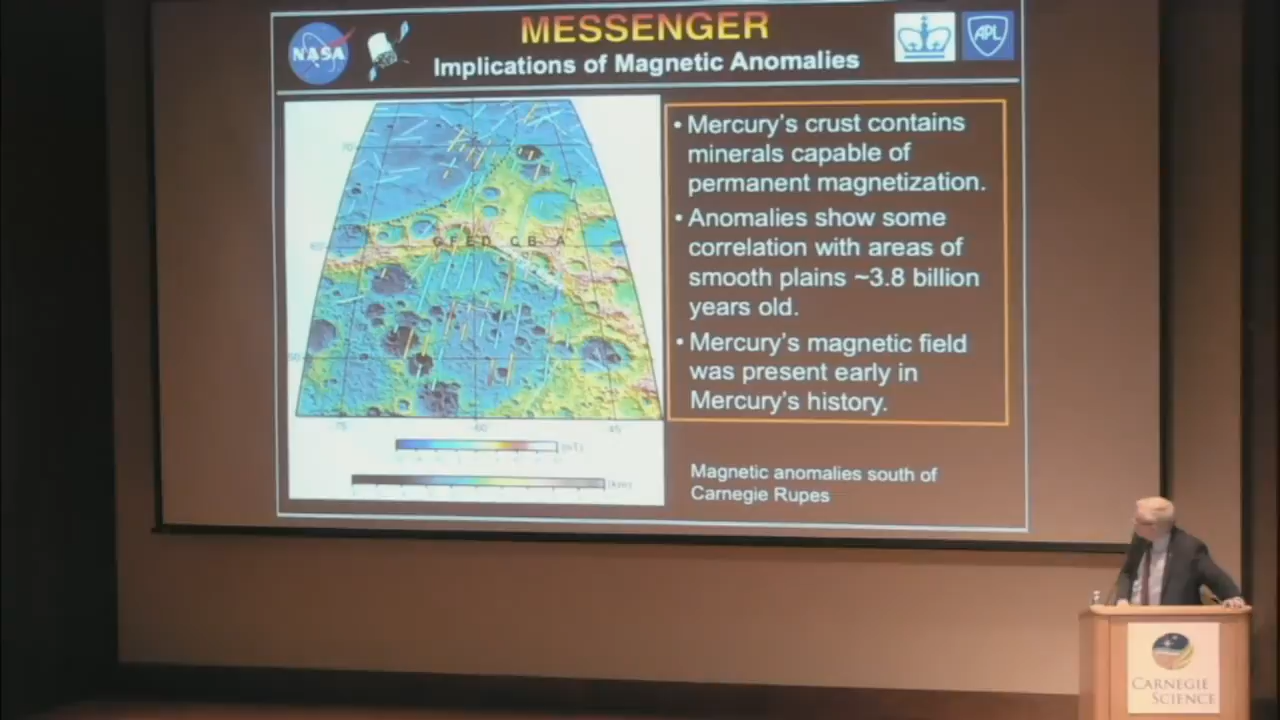 MESSENGER
NASA
Implications of Magnetic Anomalies
APL
• Mercury's crust contains
minerals capable of
permanent magnetization.
• Anomalies show some
correlation with areas of
smooth plains ~3.8 billion
years old.
• Mercury's magnetic field
was present early in
Mercury's history.
G F E D C B A
Magnetic anomalies south of
Carnegie Rupes
CARNEGIE
SCIENCE